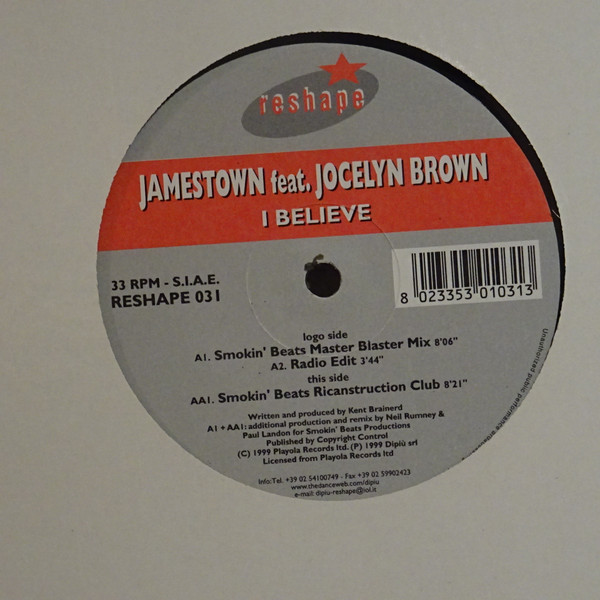 reshape
JAMESTOWN feat. JOCELYN BROWN
I BELIEVE
33 RPM - S.I.A.E.
RESHAPE 031
8 023353 010313
logo side
A1. Smokin' Beats Master Blaster Mix 8'06"
A2. Radio Edit 3'44"
this side
AA1. Smokin' Beats Ricanstruction Club 8'21"
Written and produced by Kent Brainerd
A1 + AA1: additional production and remix by Neil Rumney &
Paul Landon for Smokin' Beats Productions
Published by Copyright Control
(C) 1999 Playola Records ltd. (P) 1999 Dipiù srl
Licensed from Playola Records ltd
Info: Tel. +39 02 54100749 - Fax +39 02 59902423
www.thedanceweb.com/dipiu
e-mail: dipiu-reshape@iol.it
Unauthorized public performance